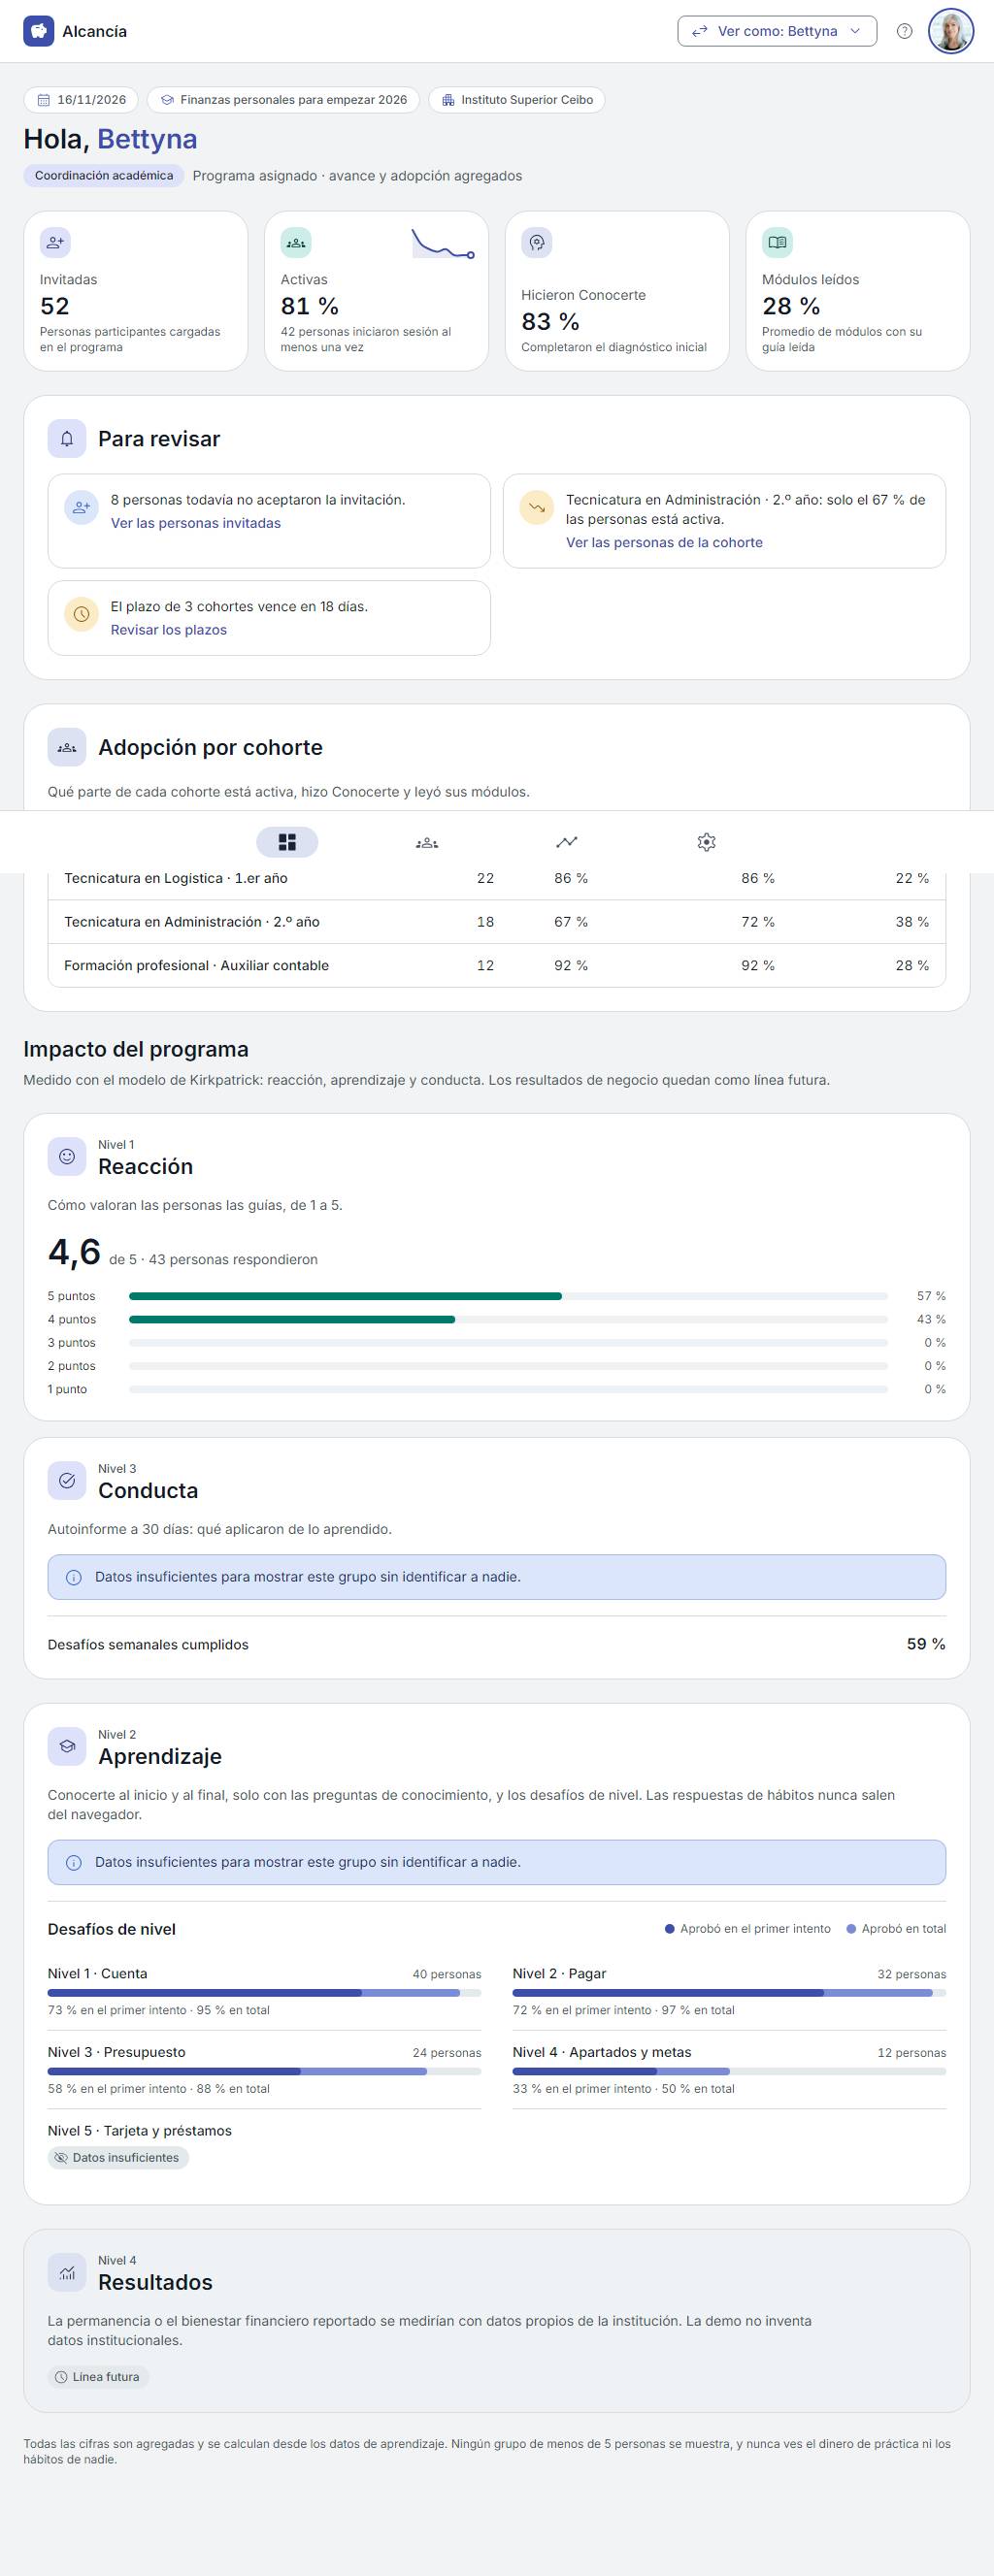 Alcancía
Ver como: Bettyna
16/11/2026
Finanzas personales para empezar 2026
Instituto Superior Ceibo
Hola, Bettyna
Coordinación académica
Programa asignado · avance y adopción agregados
Invitadas
52
Personas participantes cargadas
en el programa
Activas
81 %
42 personas iniciaron sesión al
menos una vez
Hicieron Conocerte
83 %
Completaron el diagnóstico inicial
Módulos leídos
28 %
Promedio de módulos con su
guía leída
Para revisar
8 personas todavía no aceptaron la invitación.
Ver las personas invitadas
Tecnicatura en Administración · 2.º año: solo el 67 % de
las personas está activa.
Ver las personas de la cohorte
El plazo de 3 cohortes vence en 18 días.
Revisar los plazos
Adopción por cohorte
Qué parte de cada cohorte está activa, hizo Conocerte y leyó sus módulos.
Tecnicatura en Logística · 1.er año 22 86 % 86 % 22 %
Tecnicatura en Administración · 2.º año 18 67 % 72 % 38 %
Formación profesional · Auxiliar contable 12 92 % 92 % 28 %
Impacto del programa
Medido con el modelo de Kirkpatrick: reacción, aprendizaje y conducta. Los resultados de negocio quedan como línea futura.
Nivel 1
Reacción
Cómo valoran las personas las guías, de 1 a 5.
4,6 de 5 · 43 personas respondieron
5 puntos 57 %
4 puntos 43 %
3 puntos 0 %
2 puntos 0 %
1 punto 0 %
Nivel 3
Conducta
Autoinforme a 30 días: qué aplicaron de lo aprendido.
Datos insuficientes para mostrar este grupo sin identificar a nadie.
Desafíos semanales cumplidos 59 %
Nivel 2
Aprendizaje
Conocerte al inicio y al final, solo con las preguntas de conocimiento, y los desafíos de nivel. Las respuestas de hábitos nunca salen
del navegador.
Datos insuficientes para mostrar este grupo sin identificar a nadie.
Desafíos de nivel
Aprobó en el primer intento
Aprobó en total
Nivel 1 · Cuenta 40 personas
73 % en el primer intento · 95 % en total
Nivel 2 · Pagar 32 personas
72 % en el primer intento · 97 % en total
Nivel 3 · Presupuesto 24 personas
58 % en el primer intento · 88 % en total
Nivel 4 · Apartados y metas 12 personas
33 % en el primer intento · 50 % en total
Nivel 5 · Tarjeta y préstamos
Datos insuficientes
Nivel 4
Resultados
La permanencia o el bienestar financiero reportado se medirían con datos propios de la institución. La demo no inventa
datos institucionales.
Línea futura
Todas las cifras son agregadas y se calculan desde los datos de aprendizaje. Ningún grupo de menos de 5 personas se muestra, y nunca ves el dinero de práctica ni los
hábitos de nadie.